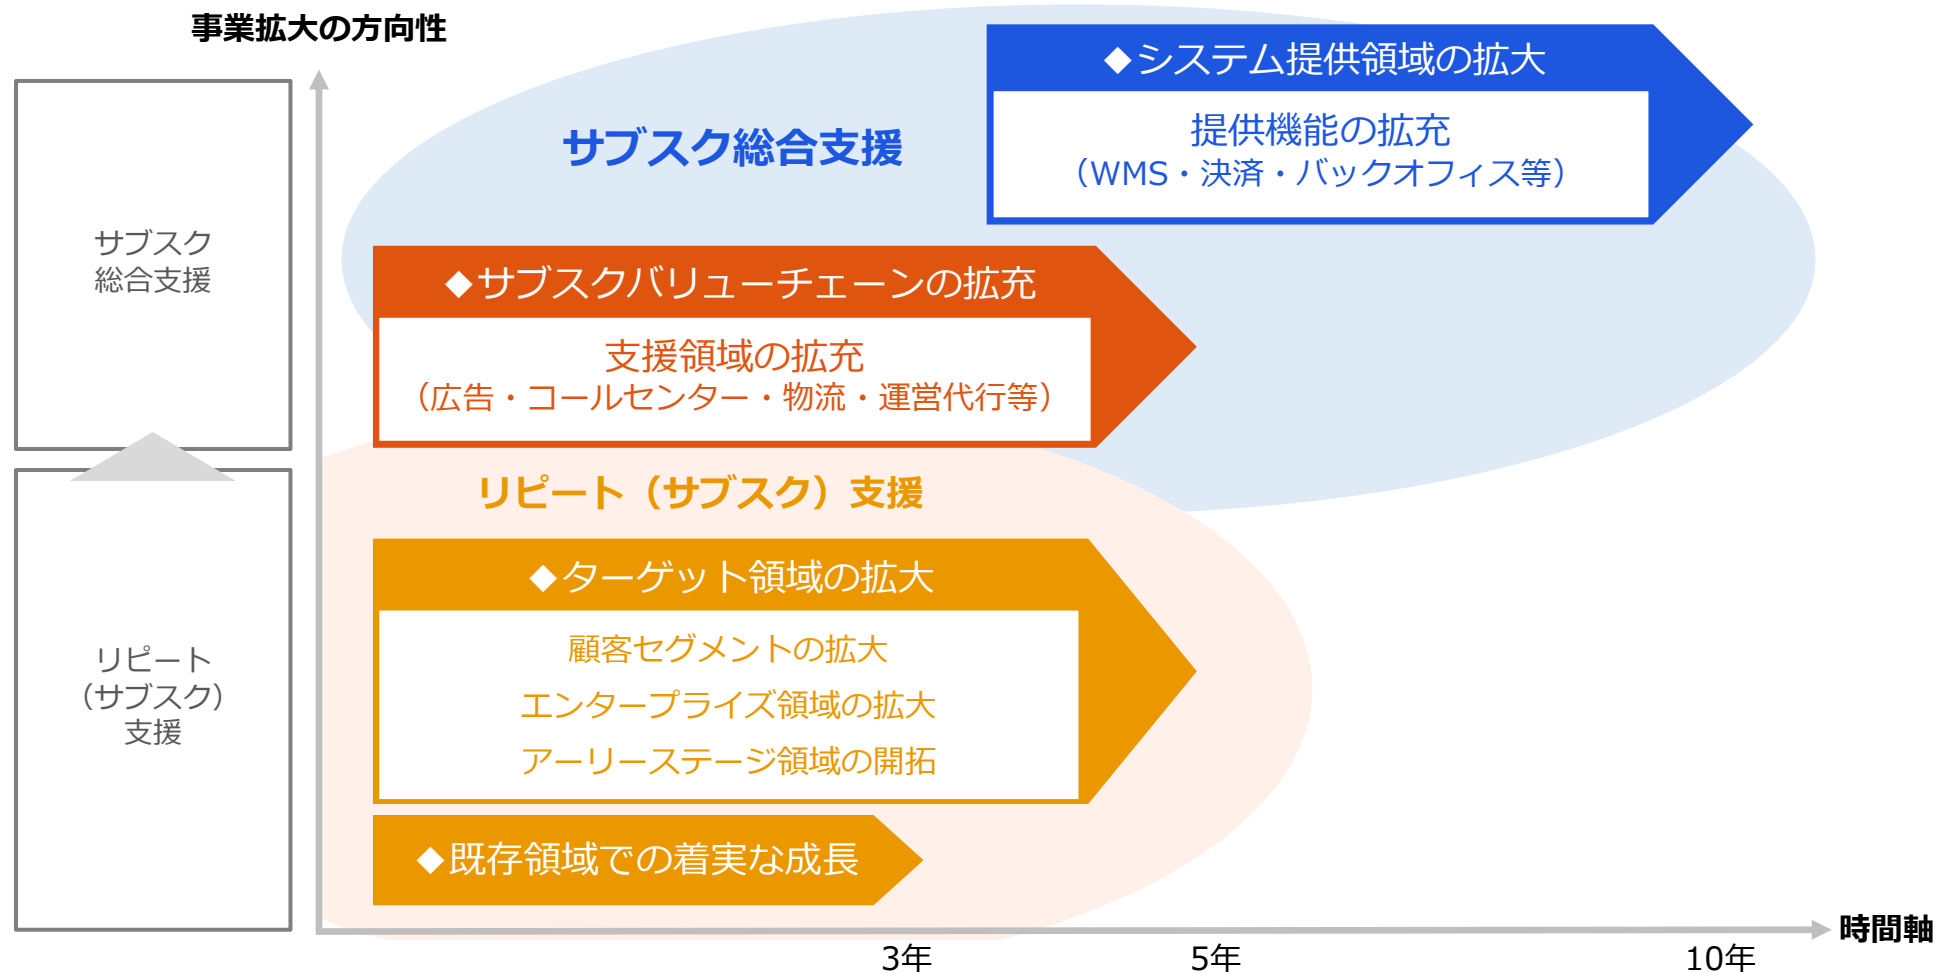 事業拡大の方向性
◆システム提供領域の拡大
提供機能の拡充
（WMS・決済・バックオフィス等）
サブスク総合支援
サブスク
総合支援
◆サブスクバリューチェーンの拡充
支援領域の拡充
（広告・コールセンター・物流・運営代行等）
リピート（サブスク）支援
◆ターゲット領域の拡大
顧客セグメントの拡大
エンタープライズ領域の拡大
アーリーステージ領域の開拓
リピート
（サブスク）
支援
◆既存領域での着実な成長
時間軸
3年
5年
10年